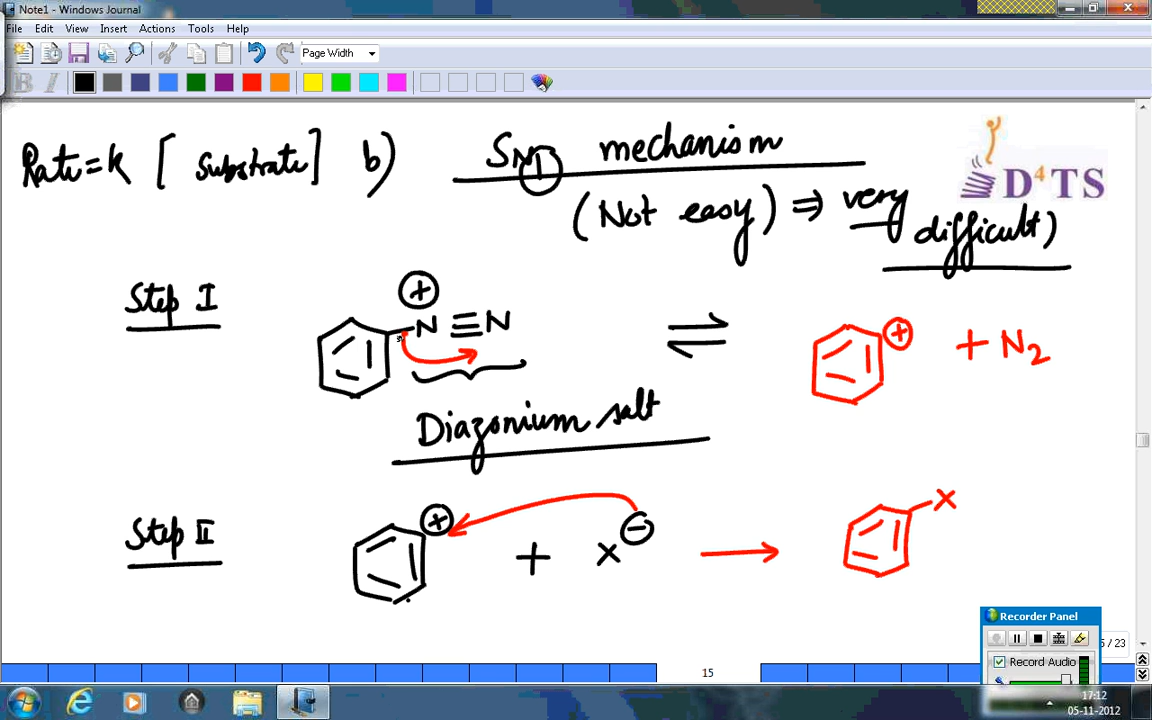 Note1 - Windows Journal
File Edit View Insert Actions Tools Help
Page Width
B I
Rate = k [ Substrate ] b) SN1 mechanism
(Not easy) ⇒ very difficult)
D4TS
Step I
⊕
N ≡ N ⇌ ⊕ + N2
Diazonium salt
Step II ⊕ + x ⊖ → X
Recorder Panel
5 / 23
Record Audio
15
17:12
05-11-2012